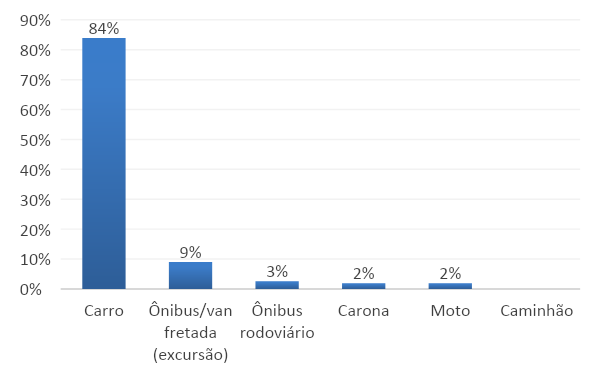 90%
80%
70%
60%
50%
40%
30%
20%
10%
0%
84%
9%
3%
2%
2%
Carro
Ônibus/van
fretada
(excursão)
Ônibus
rodoviário
Carona
Moto
Caminhão